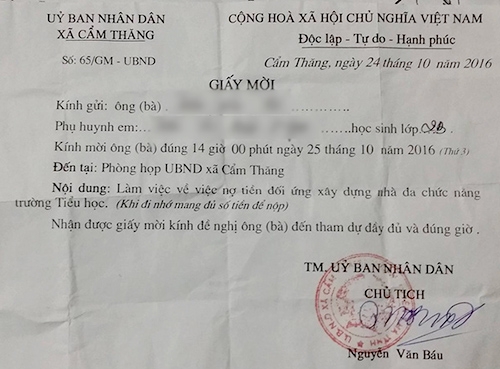 UỶ BAN NHÂN DÂN
XÃ CẨM THĂNG
Số: 65/GM - UBND
CỘNG HOÀ XÃ HỘI CHỦ NGHĨA VIỆT NAM
Độc lập - Tự do - Hạnh phúc
Cẩm Thăng, ngày 24 tháng 10 năm 2016
GIẤY MỜI
Kính gửi: ông (bà)
Phụ huynh em: học sinh lớp
Kính mời ông (bà) đúng 14 giờ 00 phút ngày 25 tháng 10 năm 2016 (Thứ 3)
Đến tại: Phòng họp UBND xã Cẩm Thăng
Nội dung: Làm việc về việc nợ tiền đối ứng xây dựng nhà đa chức năng
trường Tiểu học. (Khi đi nhớ mang đủ số tiền để nộp)
Nhận được giấy mời kính đề nghị ông (bà) đến tham dự đầy đủ và đúng giờ.
TM. UỶ BAN NHÂN DÂN
CHỦ TỊCH
Nguyễn Văn Báu